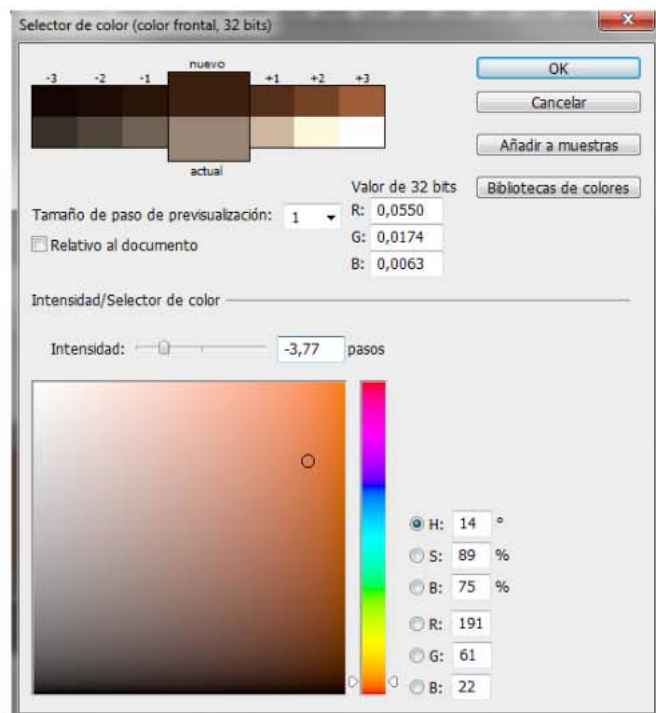 Selector de color (color frontal, 32 bits)
nuevo
-3 -2 -1 +1 +2 +3
actual
OK
Cancelar
Añadir a muestras
Bibliotecas de colores
Valor de 32 bits
Tamaño de paso de previsualización: 1
R: 0,0550
Relativo al documento
G: 0,0174
B: 0,0063
Intensidad/Selector de color
Intensidad: -3,77 pasos
H: 14 °
S: 89 %
B: 75 %
R: 191
G: 61
B: 22